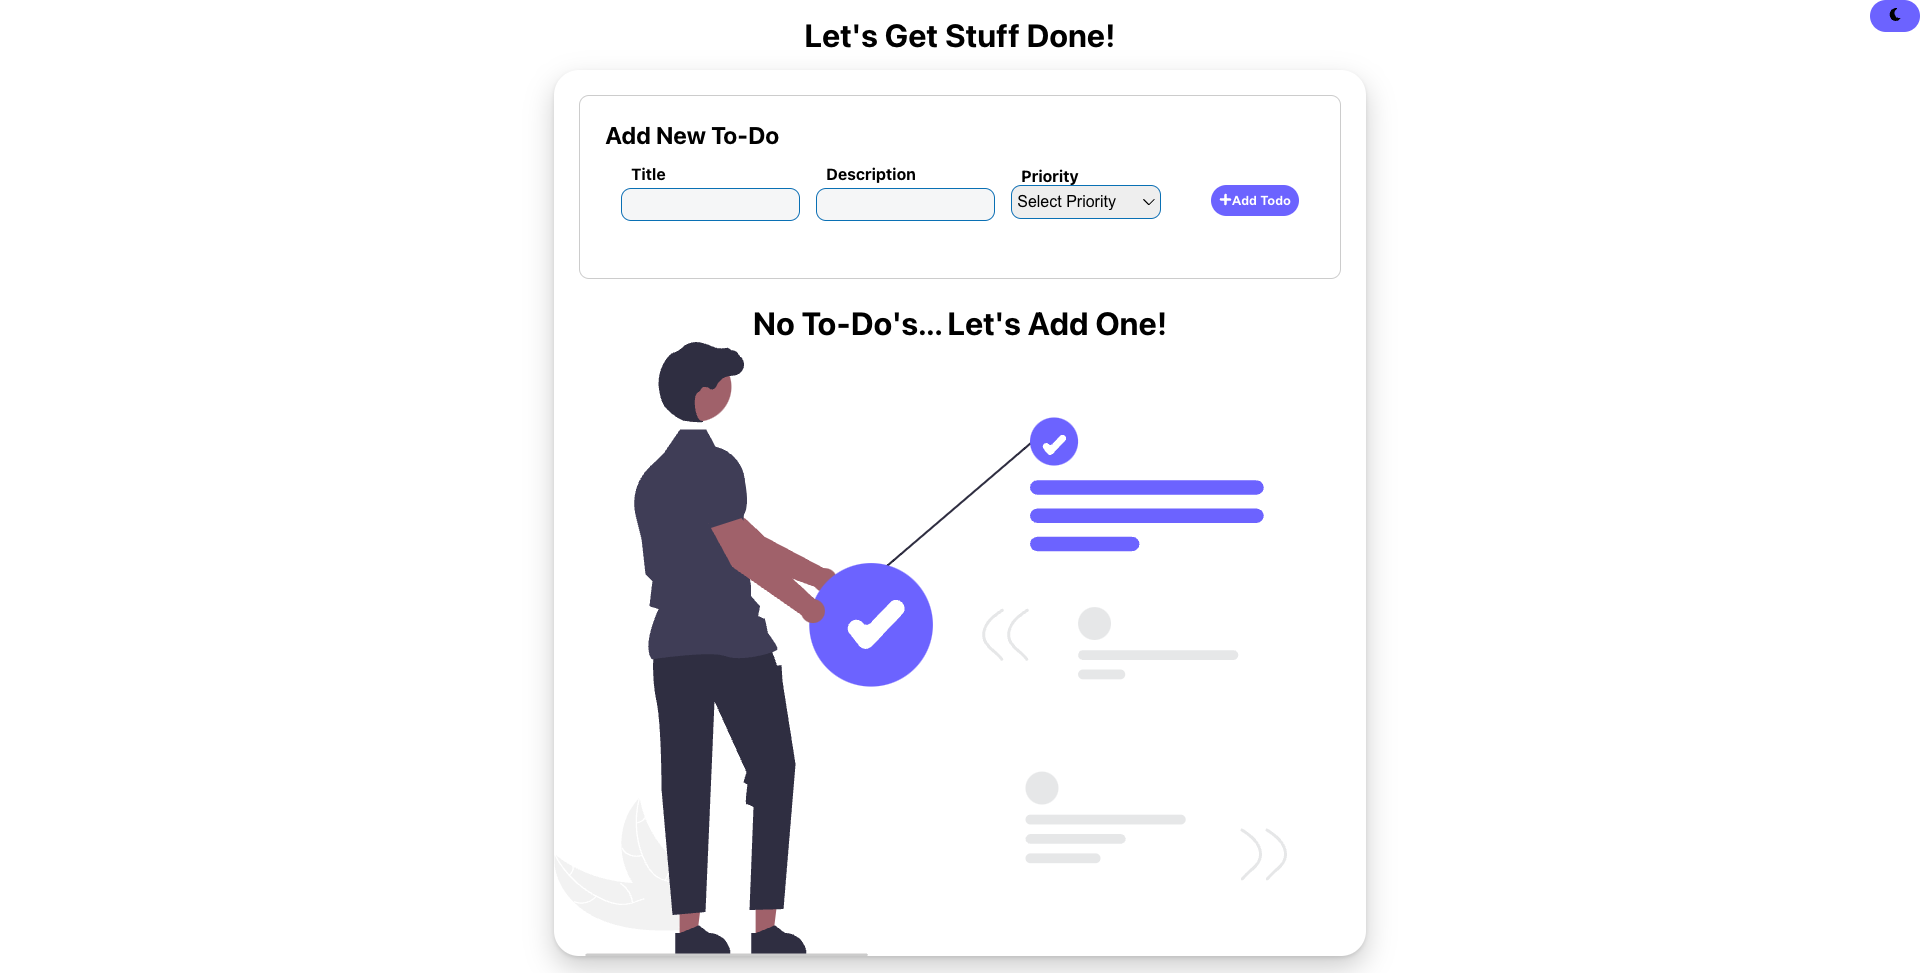 Let's Get Stuff Done!
Add New To-Do
Title
Description
Priority
Select Priority
Add Todo
No To-Do's... Let's Add One!